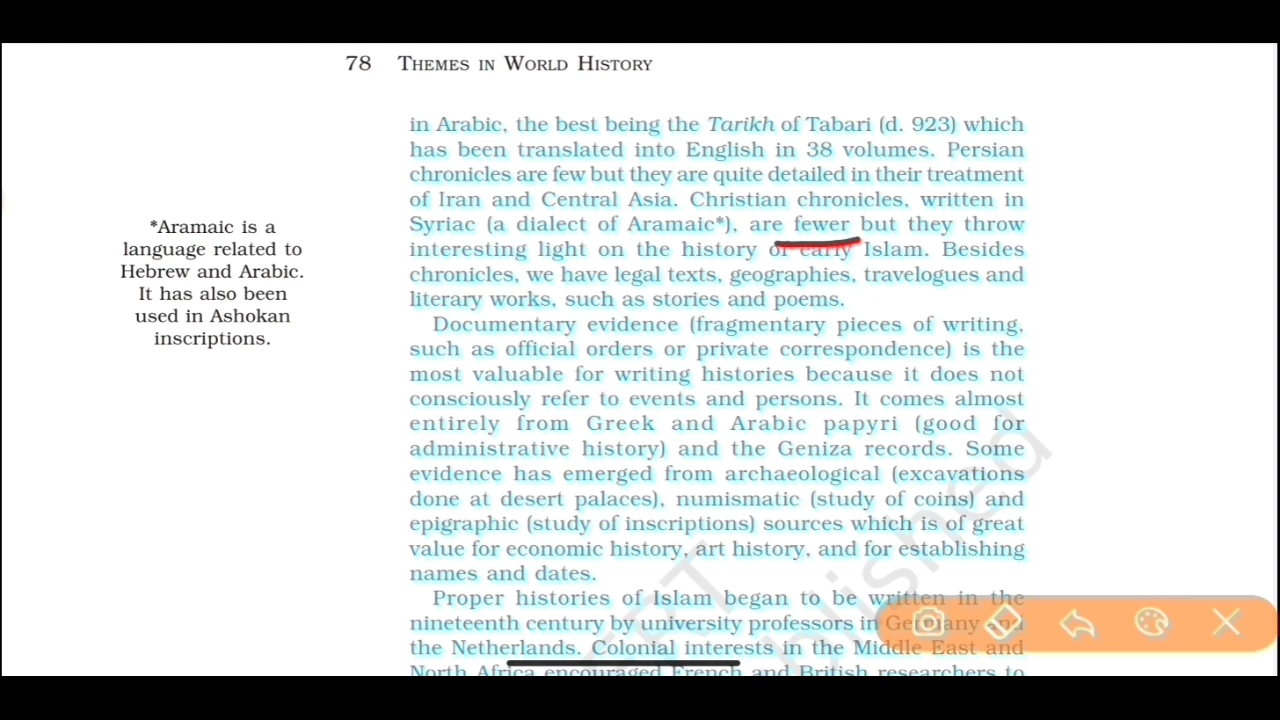 78 THEMES IN WORLD HISTORY
in Arabic, the best being the Tarikh of Tabari (d. 923) which
has been translated into English in 38 volumes. Persian
chronicles are few but they are quite detailed in their treatment
of Iran and Central Asia. Christian chronicles, written in
Syriac (a dialect of Aramaic*), are fewer but they throw
interesting light on the history of early Islam. Besides
chronicles, we have legal texts, geographies, travelogues and
literary works, such as stories and poems.
*Aramaic is a
language related to
Hebrew and Arabic.
It has also been
used in Ashokan
inscriptions.
Documentary evidence (fragmentary pieces of writing,
such as official orders or private correspondence) is the
most valuable for writing histories because it does not
consciously refer to events and persons. It comes almost
entirely from Greek and Arabic papyri (good for
administrative history) and the Geniza records. Some
evidence has emerged from archaeological (excavations
done at desert palaces), numismatic (study of coins) and
epigraphic (study of inscriptions) sources which is of great
value for economic history, art history, and for establishing
names and dates.
Proper histories of Islam began to be written in the
nineteenth century by university professors in Germany and
the Netherlands. Colonial interests in the Middle East and
North Africa encouraged French and British researchers to